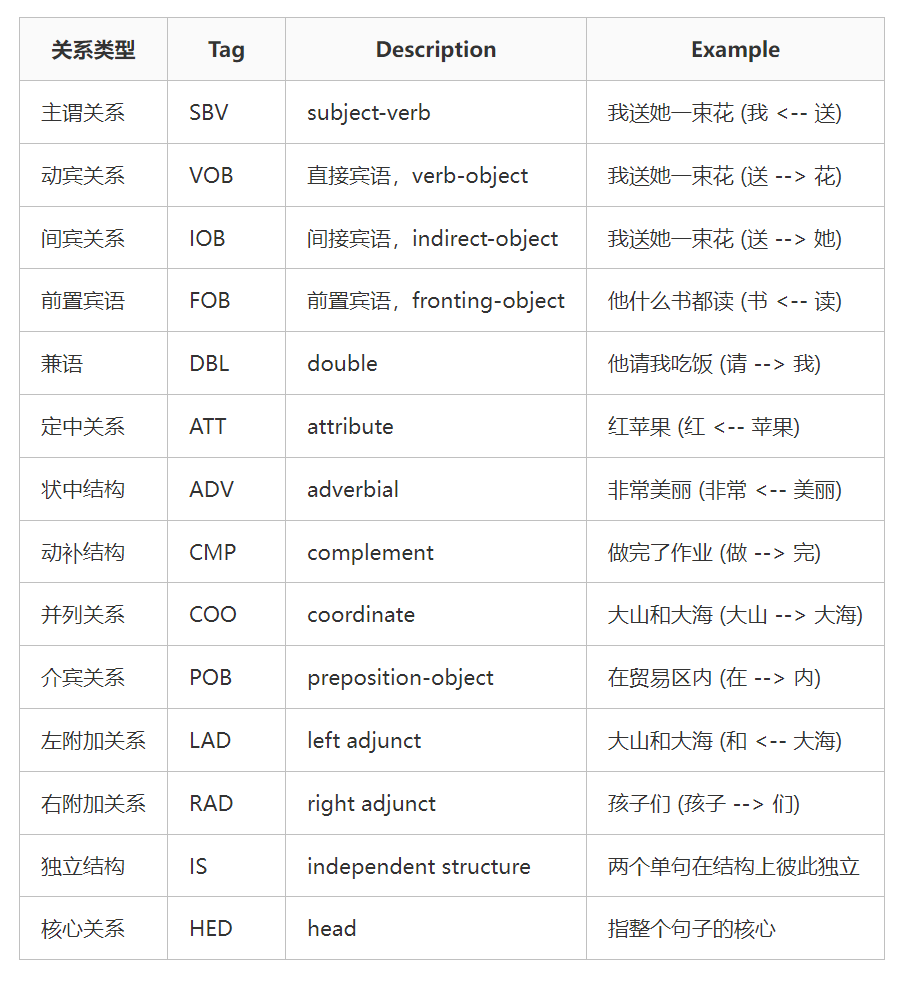 关系类型 Tag Description Example
主谓关系 SBV subject-verb 我送她一束花 (我 <-- 送)
动宾关系 VOB 直接宾语，verb-object 我送她一束花 (送 --> 花)
间宾关系 IOB 间接宾语，indirect-object 我送她一束花 (送 --> 她)
前置宾语 FOB 前置宾语，fronting-object 他什么书都读 (书 <-- 读)
兼语 DBL double 他请我吃饭 (请 --> 我)
定中关系 ATT attribute 红苹果 (红 <-- 苹果)
状中结构 ADV adverbial 非常美丽 (非常 <-- 美丽)
动补结构 CMP complement 做完了作业 (做 --> 完)
并列关系 COO coordinate 大山和大海 (大山 --> 大海)
介宾关系 POB preposition-object 在贸易区内 (在 --> 内)
左附加关系 LAD left adjunct 大山和大海 (和 <-- 大海)
右附加关系 RAD right adjunct 孩子们 (孩子 --> 们)
独立结构 IS independent structure 两个单句在结构上彼此独立
核心关系 HED head 指整个句子的核心